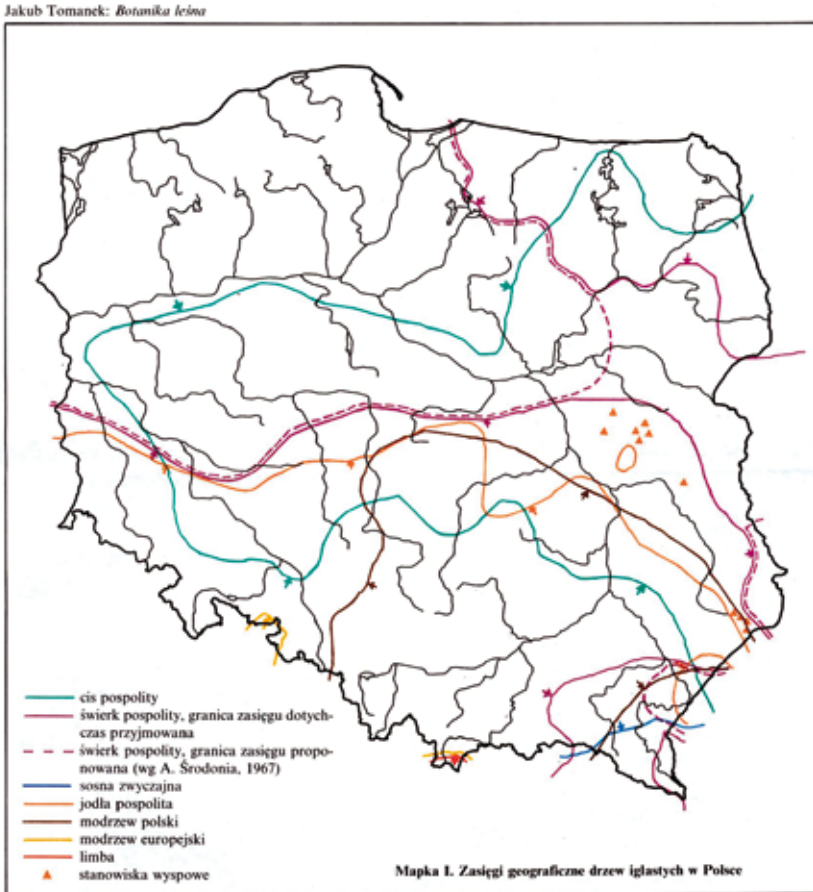 Jakub Tomanek: Botanika leśna
cis pospolity
świerk pospolity, granica zasięgu dotych-
czas przyjmowana
świerk pospolity, granica zasięgu propo-
nowana (wg A. Środonia, 1967)
sosna zwyczajna
jodła pospolita
modrzew polski
modrzew europejski
limba
stanowiska wyspowe
Mapka I. Zasięgi geograficzne drzew iglastych w Polsce